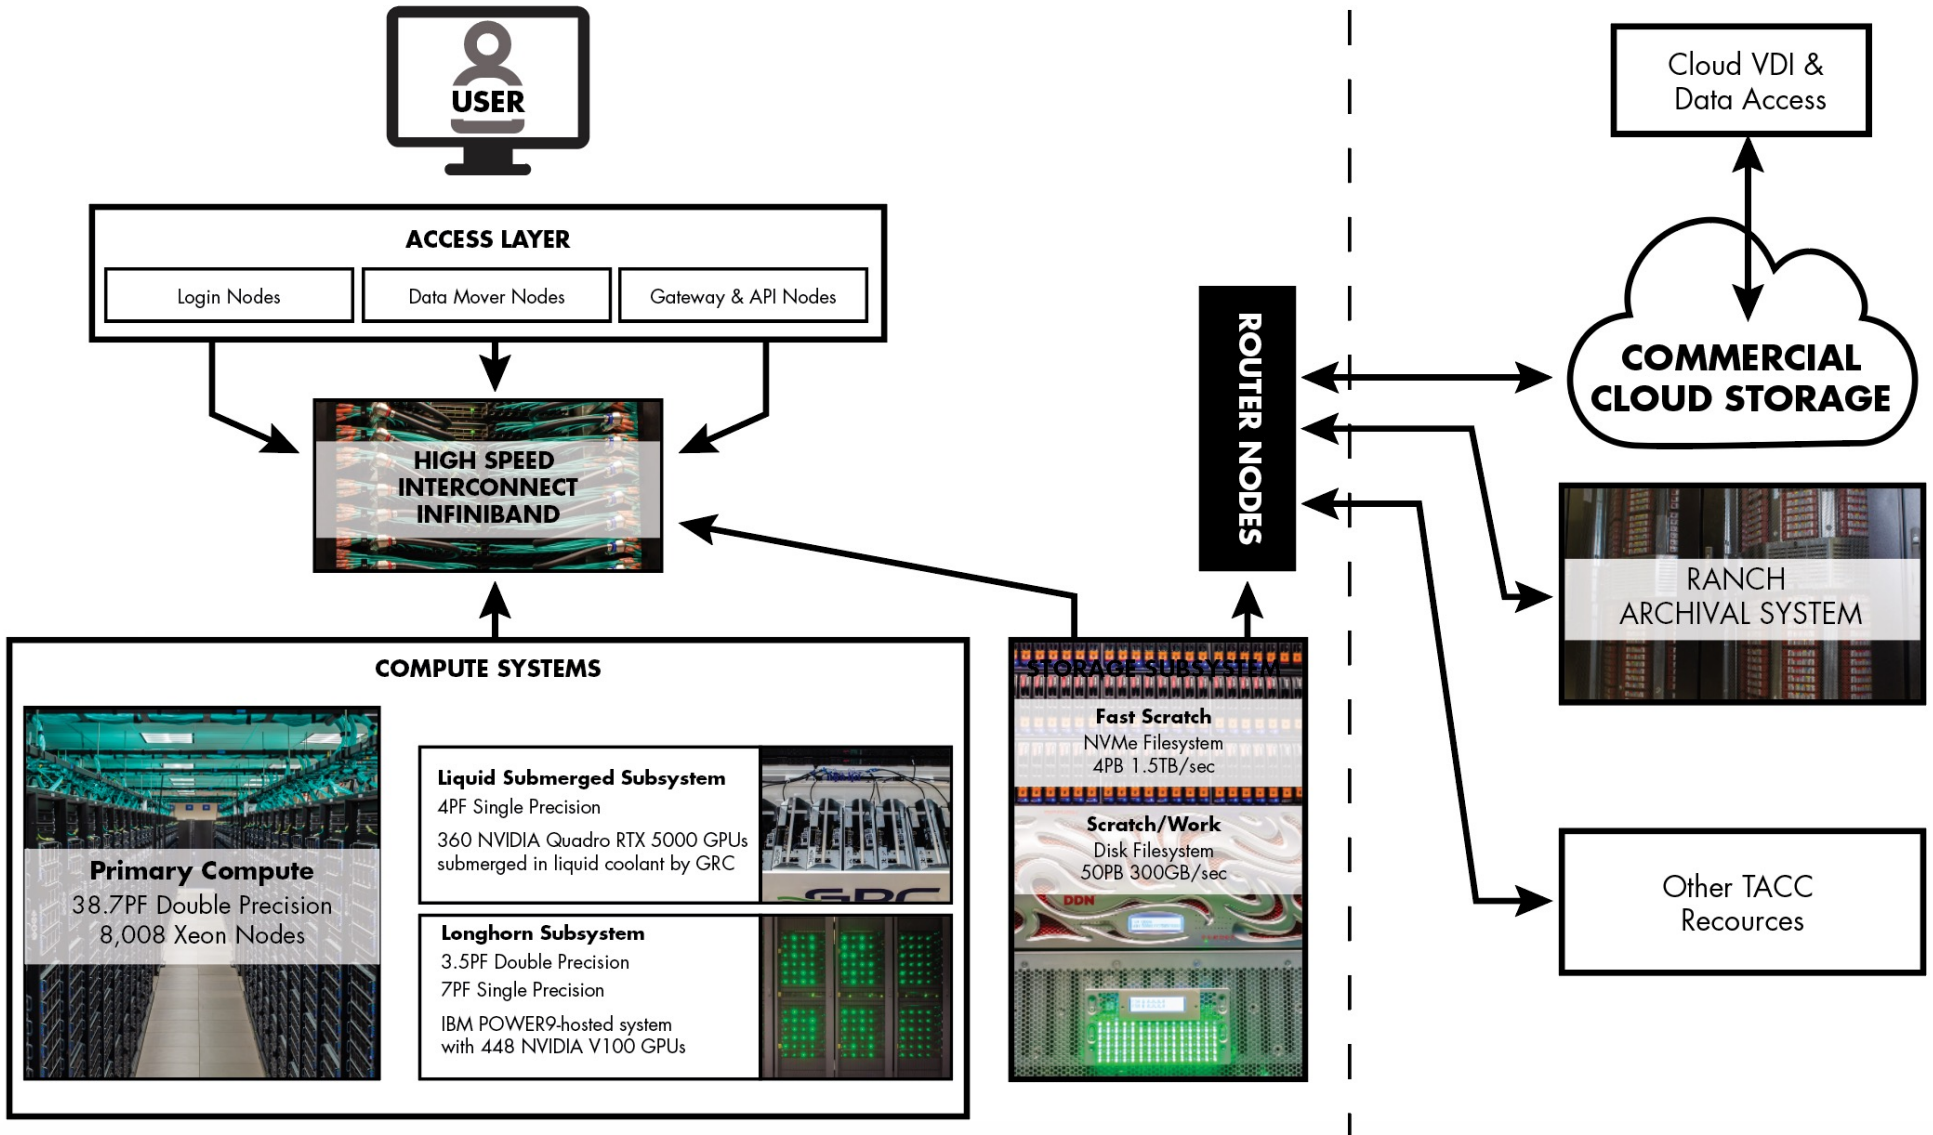 USER
ACCESS LAYER
Login Nodes
Data Mover Nodes
Gateway & API Nodes
HIGH SPEED
INTERCONNECT
INFINIBAND
COMPUTE SYSTEMS
Primary Compute
38.7PF Double Precision
8,008 Xeon Nodes
Liquid Submerged Subsystem
4PF Single Precision
360 NVIDIA Quadro RTX 5000 GPUs
submerged in liquid coolant by GRC
GRC
Longhorn Subsystem
3.5PF Double Precision
7PF Single Precision
IBM POWER9-hosted system
with 448 NVIDIA V100 GPUs
STORAGE SUBSYSTEM
Fast Scratch
NVMe Filesystem
4PB 1.5TB/sec
Scratch/Work
Disk Filesystem
50PB 300GB/sec
DDN
ROUTER NODES
Cloud VDI &
Data Access
COMMERCIAL
CLOUD STORAGE
RANCH
ARCHIVAL SYSTEM
Other TACC
Recources